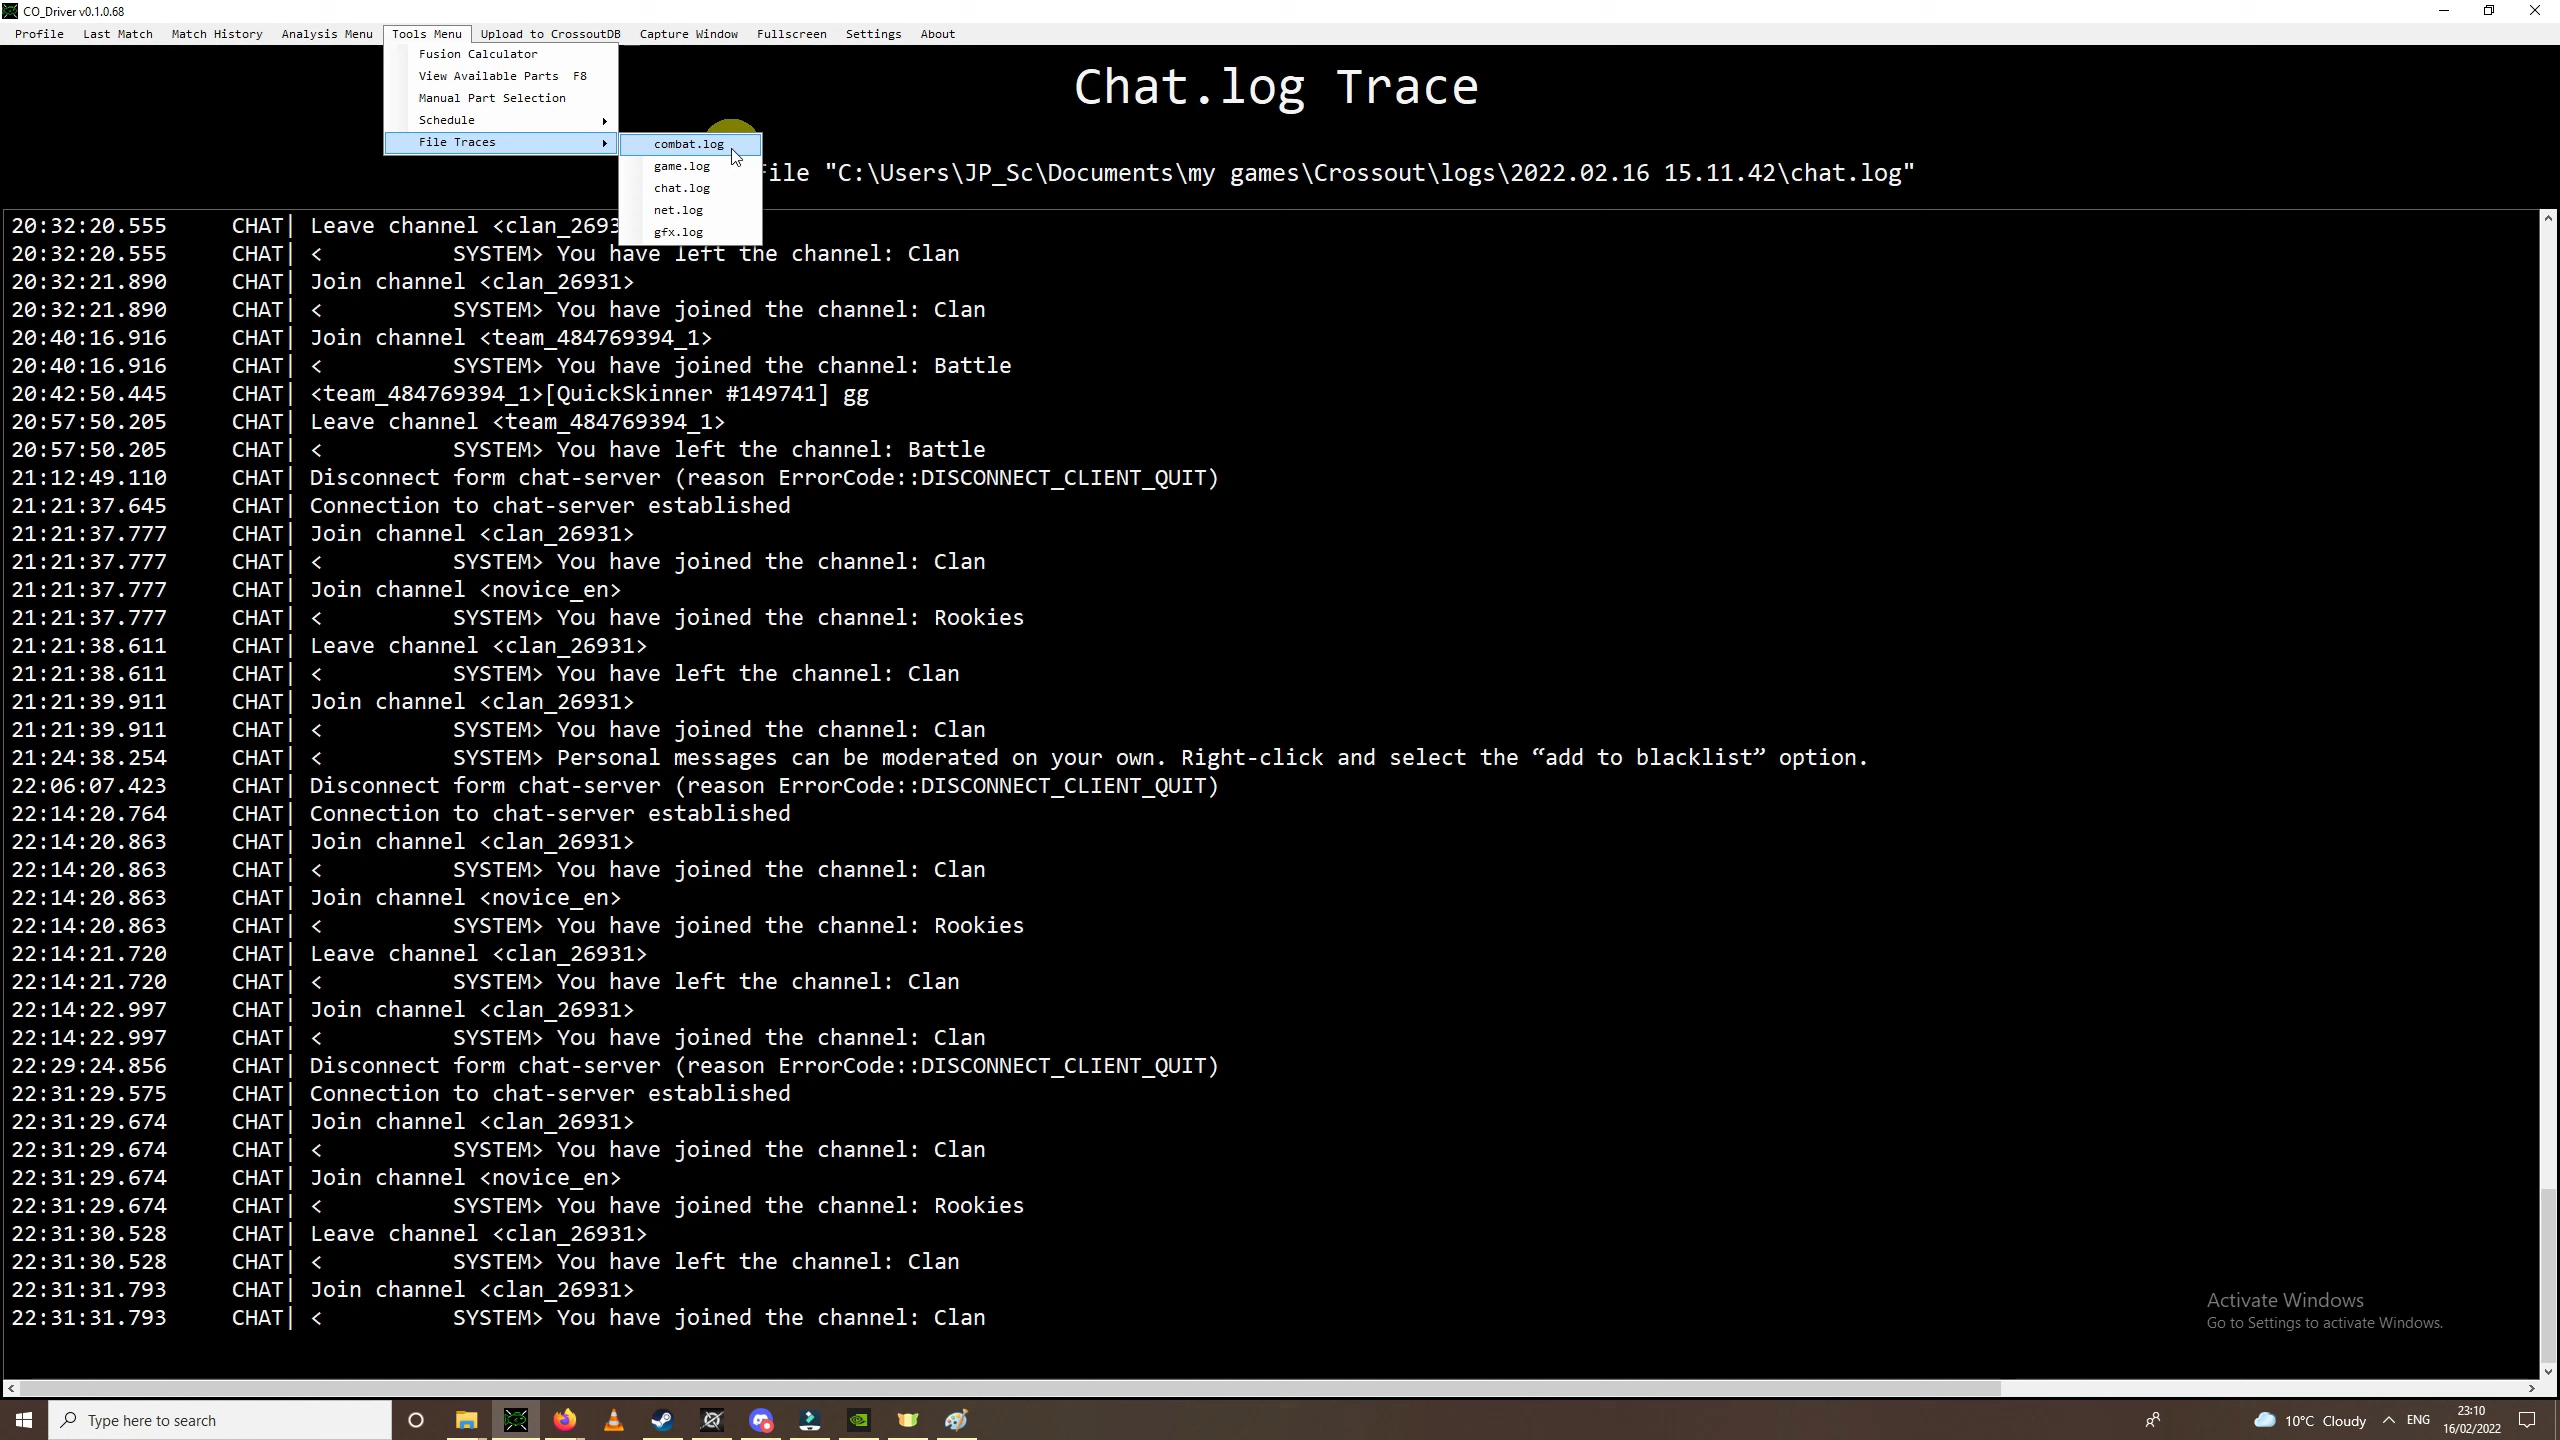 CO_Driver v0.1.0.68
Profile Last Match Match History Analysis Menu Tools Menu Upload to CrossoutDB Capture Window Fullscreen Settings About
Fusion Calculator
View Available Parts F8
Manual Part Selection
Schedule
File Traces
combat.log
game.log
chat.log
net.log
gfx.log
Chat.log Trace
ile "C:\Users\JP_Sc\Documents\my games\Crossout\logs\2022.02.16 15.11.42\chat.log"
20:32:20.555 CHAT| Leave channel <clan_2693
20:32:20.555 CHAT| < SYSTEM> You have left the channel: Clan
20:32:21.890 CHAT| Join channel <clan_26931>
20:32:21.890 CHAT| < SYSTEM> You have joined the channel: Clan
20:40:16.916 CHAT| Join channel <team_484769394_1>
20:40:16.916 CHAT| < SYSTEM> You have joined the channel: Battle
20:42:50.445 CHAT| <team_484769394_1>[QuickSkinner #149741] gg
20:57:50.205 CHAT| Leave channel <team_484769394_1>
20:57:50.205 CHAT| < SYSTEM> You have left the channel: Battle
21:12:49.110 CHAT| Disconnect form chat-server (reason ErrorCode::DISCONNECT_CLIENT_QUIT)
21:21:37.645 CHAT| Connection to chat-server established
21:21:37.777 CHAT| Join channel <clan_26931>
21:21:37.777 CHAT| < SYSTEM> You have joined the channel: Clan
21:21:37.777 CHAT| Join channel <novice_en>
21:21:37.777 CHAT| < SYSTEM> You have joined the channel: Rookies
21:21:38.611 CHAT| Leave channel <clan_26931>
21:21:38.611 CHAT| < SYSTEM> You have left the channel: Clan
21:21:39.911 CHAT| Join channel <clan_26931>
21:21:39.911 CHAT| < SYSTEM> You have joined the channel: Clan
21:24:38.254 CHAT| < SYSTEM> Personal messages can be moderated on your own. Right-click and select the “add to blacklist” option.
22:06:07.423 CHAT| Disconnect form chat-server (reason ErrorCode::DISCONNECT_CLIENT_QUIT)
22:14:20.764 CHAT| Connection to chat-server established
22:14:20.863 CHAT| Join channel <clan_26931>
22:14:20.863 CHAT| < SYSTEM> You have joined the channel: Clan
22:14:20.863 CHAT| Join channel <novice_en>
22:14:20.863 CHAT| < SYSTEM> You have joined the channel: Rookies
22:14:21.720 CHAT| Leave channel <clan_26931>
22:14:21.720 CHAT| < SYSTEM> You have left the channel: Clan
22:14:22.997 CHAT| Join channel <clan_26931>
22:14:22.997 CHAT| < SYSTEM> You have joined the channel: Clan
22:29:24.856 CHAT| Disconnect form chat-server (reason ErrorCode::DISCONNECT_CLIENT_QUIT)
22:31:29.575 CHAT| Connection to chat-server established
22:31:29.674 CHAT| Join channel <clan_26931>
22:31:29.674 CHAT| < SYSTEM> You have joined the channel: Clan
22:31:29.674 CHAT| Join channel <novice_en>
22:31:29.674 CHAT| < SYSTEM> You have joined the channel: Rookies
22:31:30.528 CHAT| Leave channel <clan_26931>
22:31:30.528 CHAT| < SYSTEM> You have left the channel: Clan
22:31:31.793 CHAT| Join channel <clan_26931>
22:31:31.793 CHAT| < SYSTEM> You have joined the channel: Clan
Activate Windows
Go to Settings to activate Windows.
Type here to search
10°C Cloudy
ENG
23:10
16/02/2022